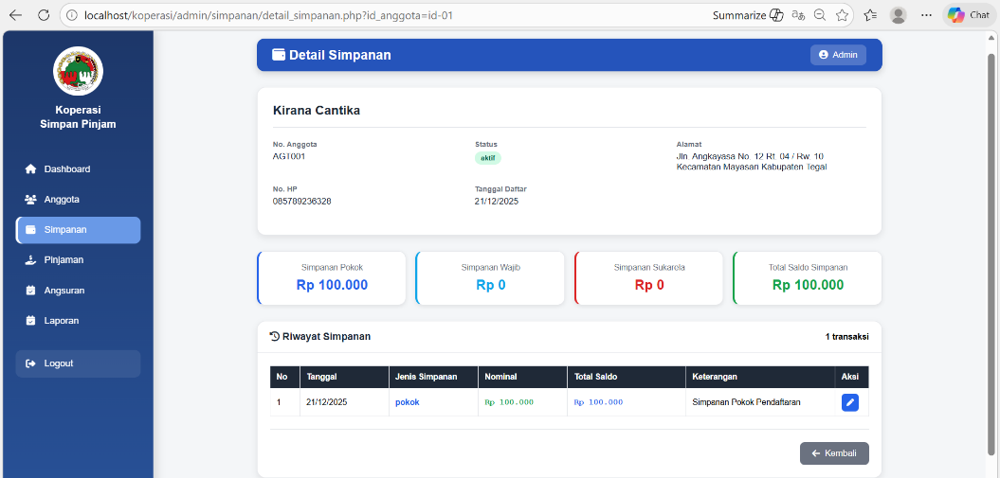 localhost/koperasi/admin/simpanan/detail_simpanan.php?id_anggota=id-01
Summarize
Chat
Koperasi
Simpan Pinjam
Dashboard
Anggota
Simpanan
Pinjaman
Angsuran
Laporan
Logout
Detail Simpanan
Admin
Kirana Cantika
No. Anggota
AGT001
Status
aktif
Alamat
Jln. Angkayasa No. 12 Rt. 04 / Rw. 10
Kecamatan Mayasari Kabupaten Tegal
No. HP
085789236328
Tanggal Daftar
21/12/2025
Simpanan Pokok
Rp 100.000
Simpanan Wajib
Rp 0
Simpanan Sukarela
Rp 0
Total Saldo Simpanan
Rp 100.000
Riwayat Simpanan
1 transaksi
No Tanggal Jenis Simpanan Nominal Total Saldo Keterangan Aksi
1 21/12/2025 pokok Rp 100.000 Rp 100.000 Simpanan Pokok Pendaftaran
Kembali